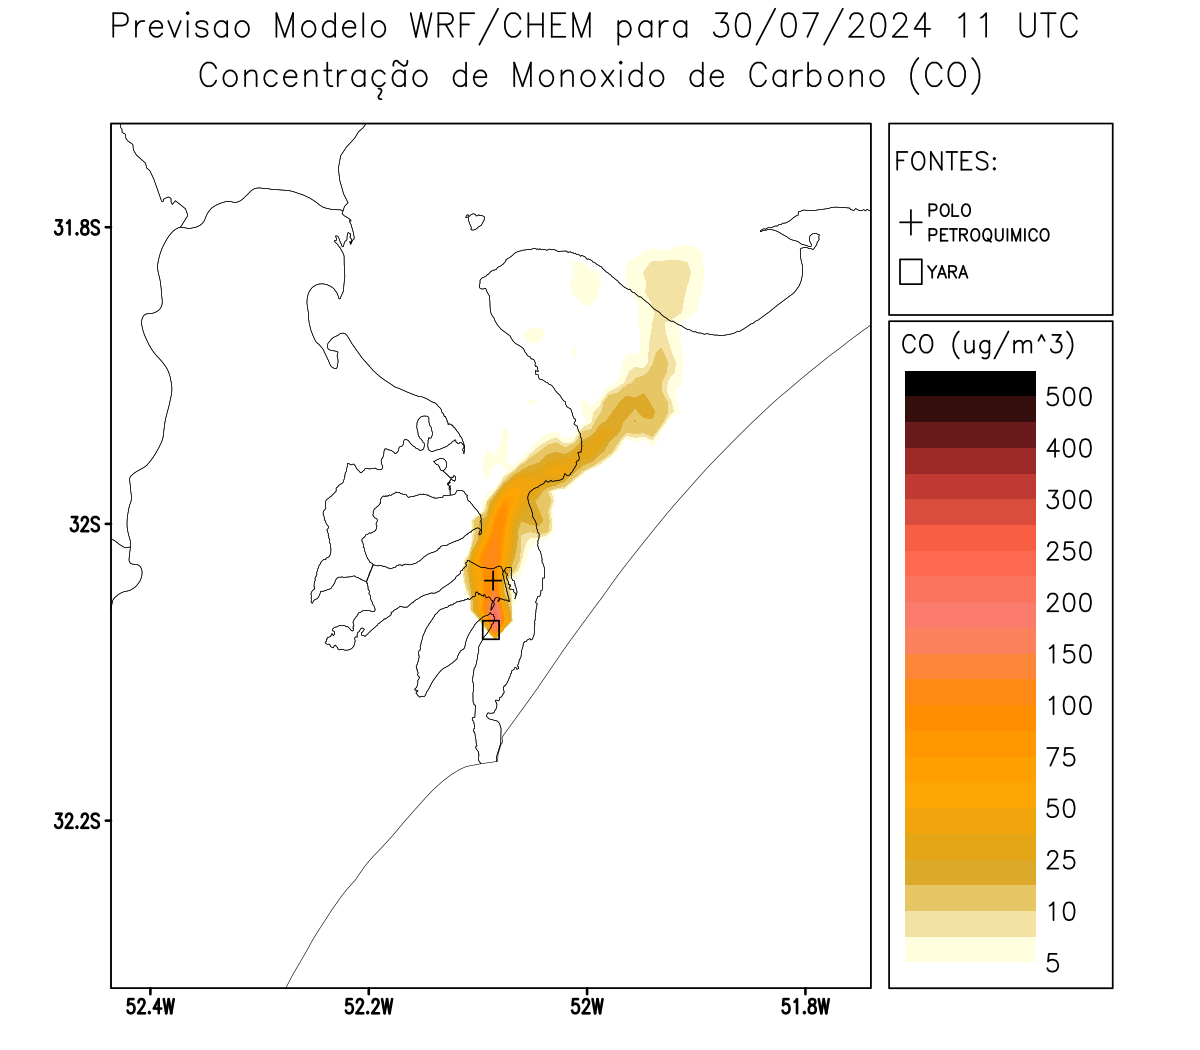 Previsao Modelo WRF/CHEM para 30/07/2024 11 UTC
Concentração de Monoxido de Carbono (CO)
FONTES:
POLO
PETROQUIMICO
YARA
CO (ug/m^3)
500
400
300
250
200
150
100
75
50
25
10
5
31.8S
32S
32.2S
52.4W
52.2W
52W
51.8W